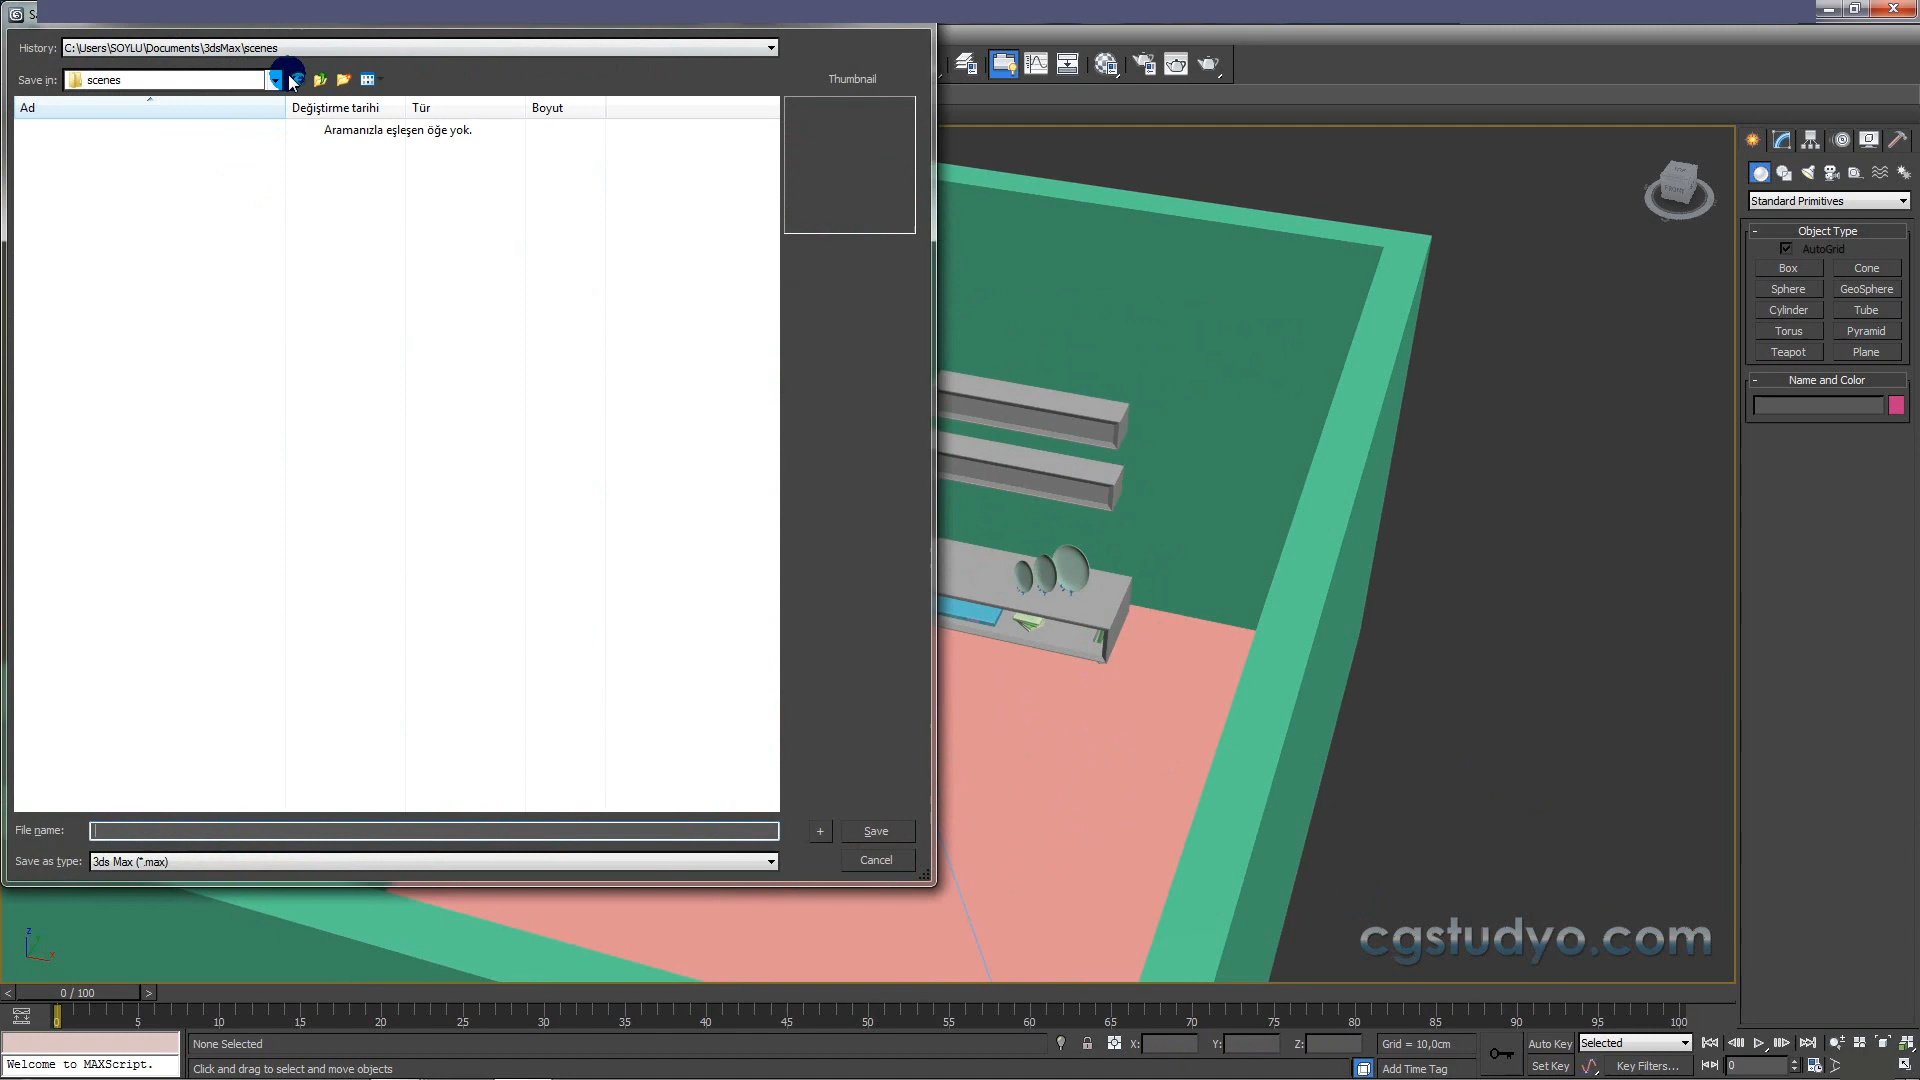 History: C:\Users\SOYLU\Documents\3dsMax\scenes
Save in: scenes
Thumbnail
Ad Değiştirme tarihi Tür Boyut
Aramanızla eşleşen öğe yok.
File name:
+ Save
Save as type: 3ds Max (*.max)
Cancel
FRONT
Standard Primitives
- Object Type
AutoGrid
Box Cone
Sphere GeoSphere
Cylinder Tube
Torus Pyramid
Teapot Plane
- Name and Color
z
x
cgstudyo.com
< 0 / 100 >
0 5 10 15 20 25 30 35 40 45 50 55 60 65 70 75 80 85 90 95 100
None Selected X: Y: Z: Grid = 10,0cm Auto Key Selected
Welcome to MAXScript. Click and drag to select and move objects Add Time Tag Set Key Key Filters... 0